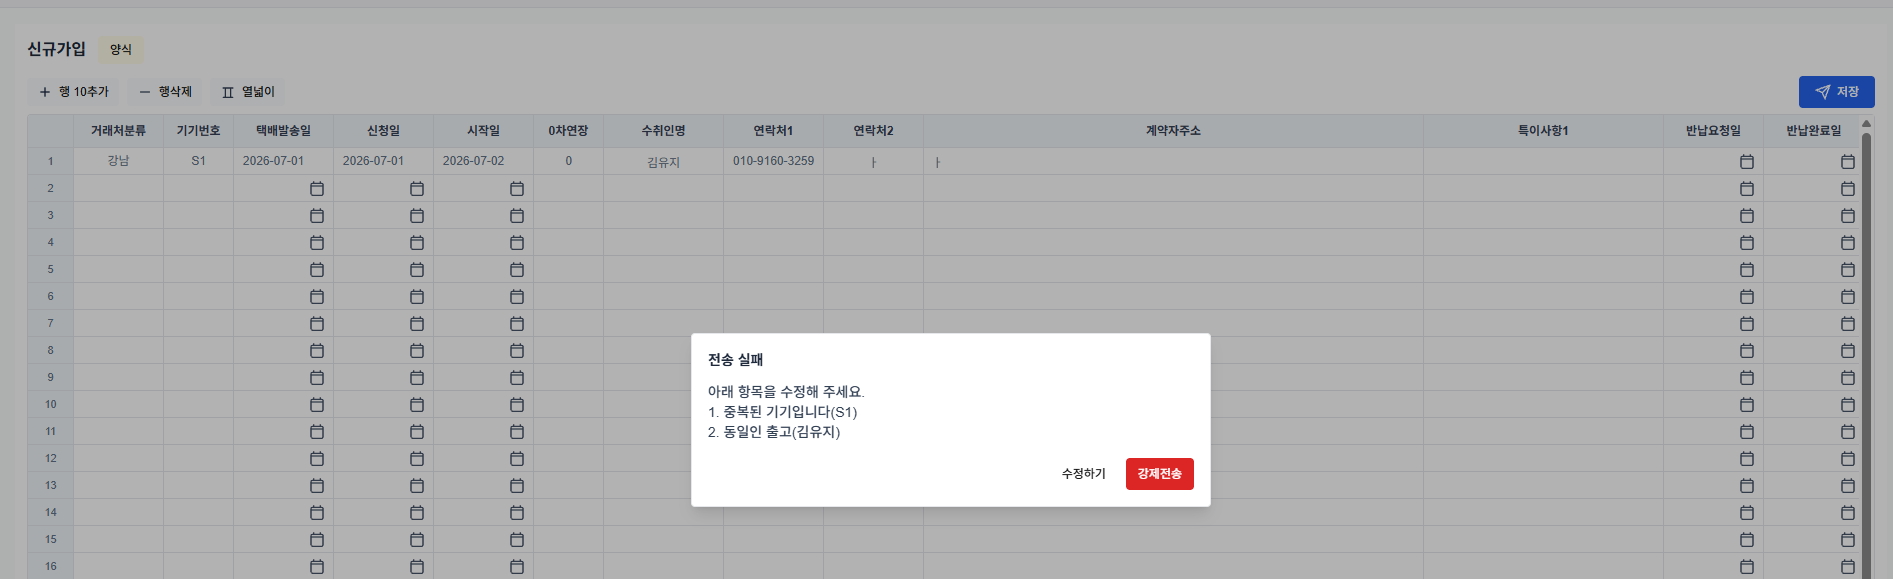 신규가입 양식
행 10추가 행삭제 열넓이 저장
거래처분류 기기번호 택배발송일 신청일 시작일 0차연장 수취인명 연락처1 연락처2 계약자주소 특이사항1 반납요청일 반납완료일
1 강남 S1 2026-07-01 2026-07-01 2026-07-02 0 김유지 010-9160-3259 ㅏ ㅏ
2
3
4
5
6
7
8
9
10
11
12
13
14
15
16
전송 실패
아래 항목을 수정해 주세요.
1. 중복된 기기입니다(S1)
2. 동일인 출고(김유지)
수정하기 강제전송